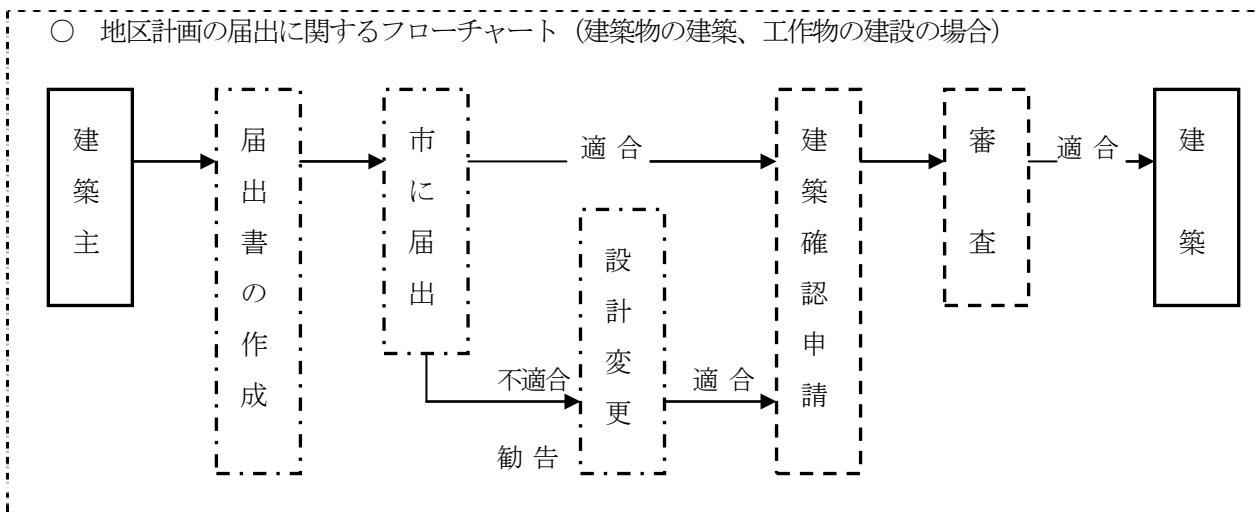 ○ 地区計画の届出に関するフローチャート（建築物の建築、工作物の建設の場合）
建築主
届出書の作成
市に届出
適 合
不適合
勧 告
設計変更
適 合
建築確認申請
審査
適 合
建築